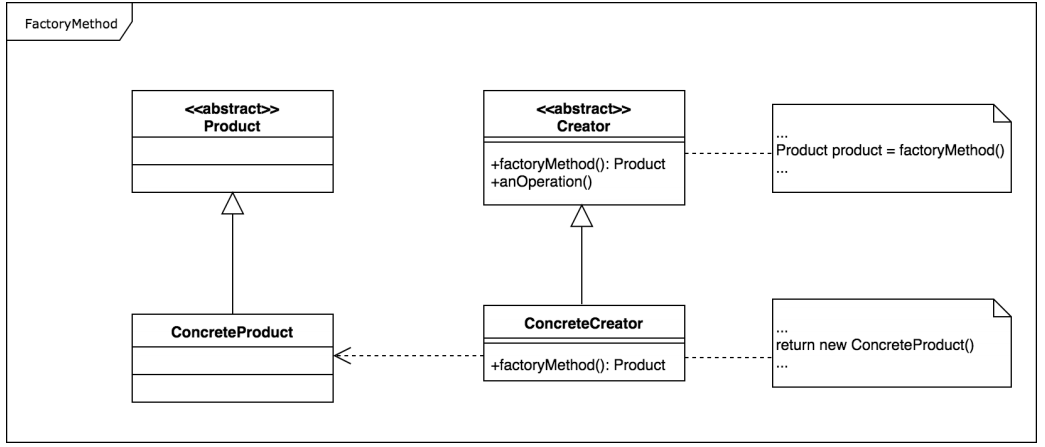 FactoryMethod
<<abstract>>
Product
<<abstract>>
Creator
+factoryMethod(): Product
+anOperation()
...
Product product = factoryMethod()
...
ConcreteProduct
ConcreteCreator
+factoryMethod(): Product
...
return new ConcreteProduct()
...